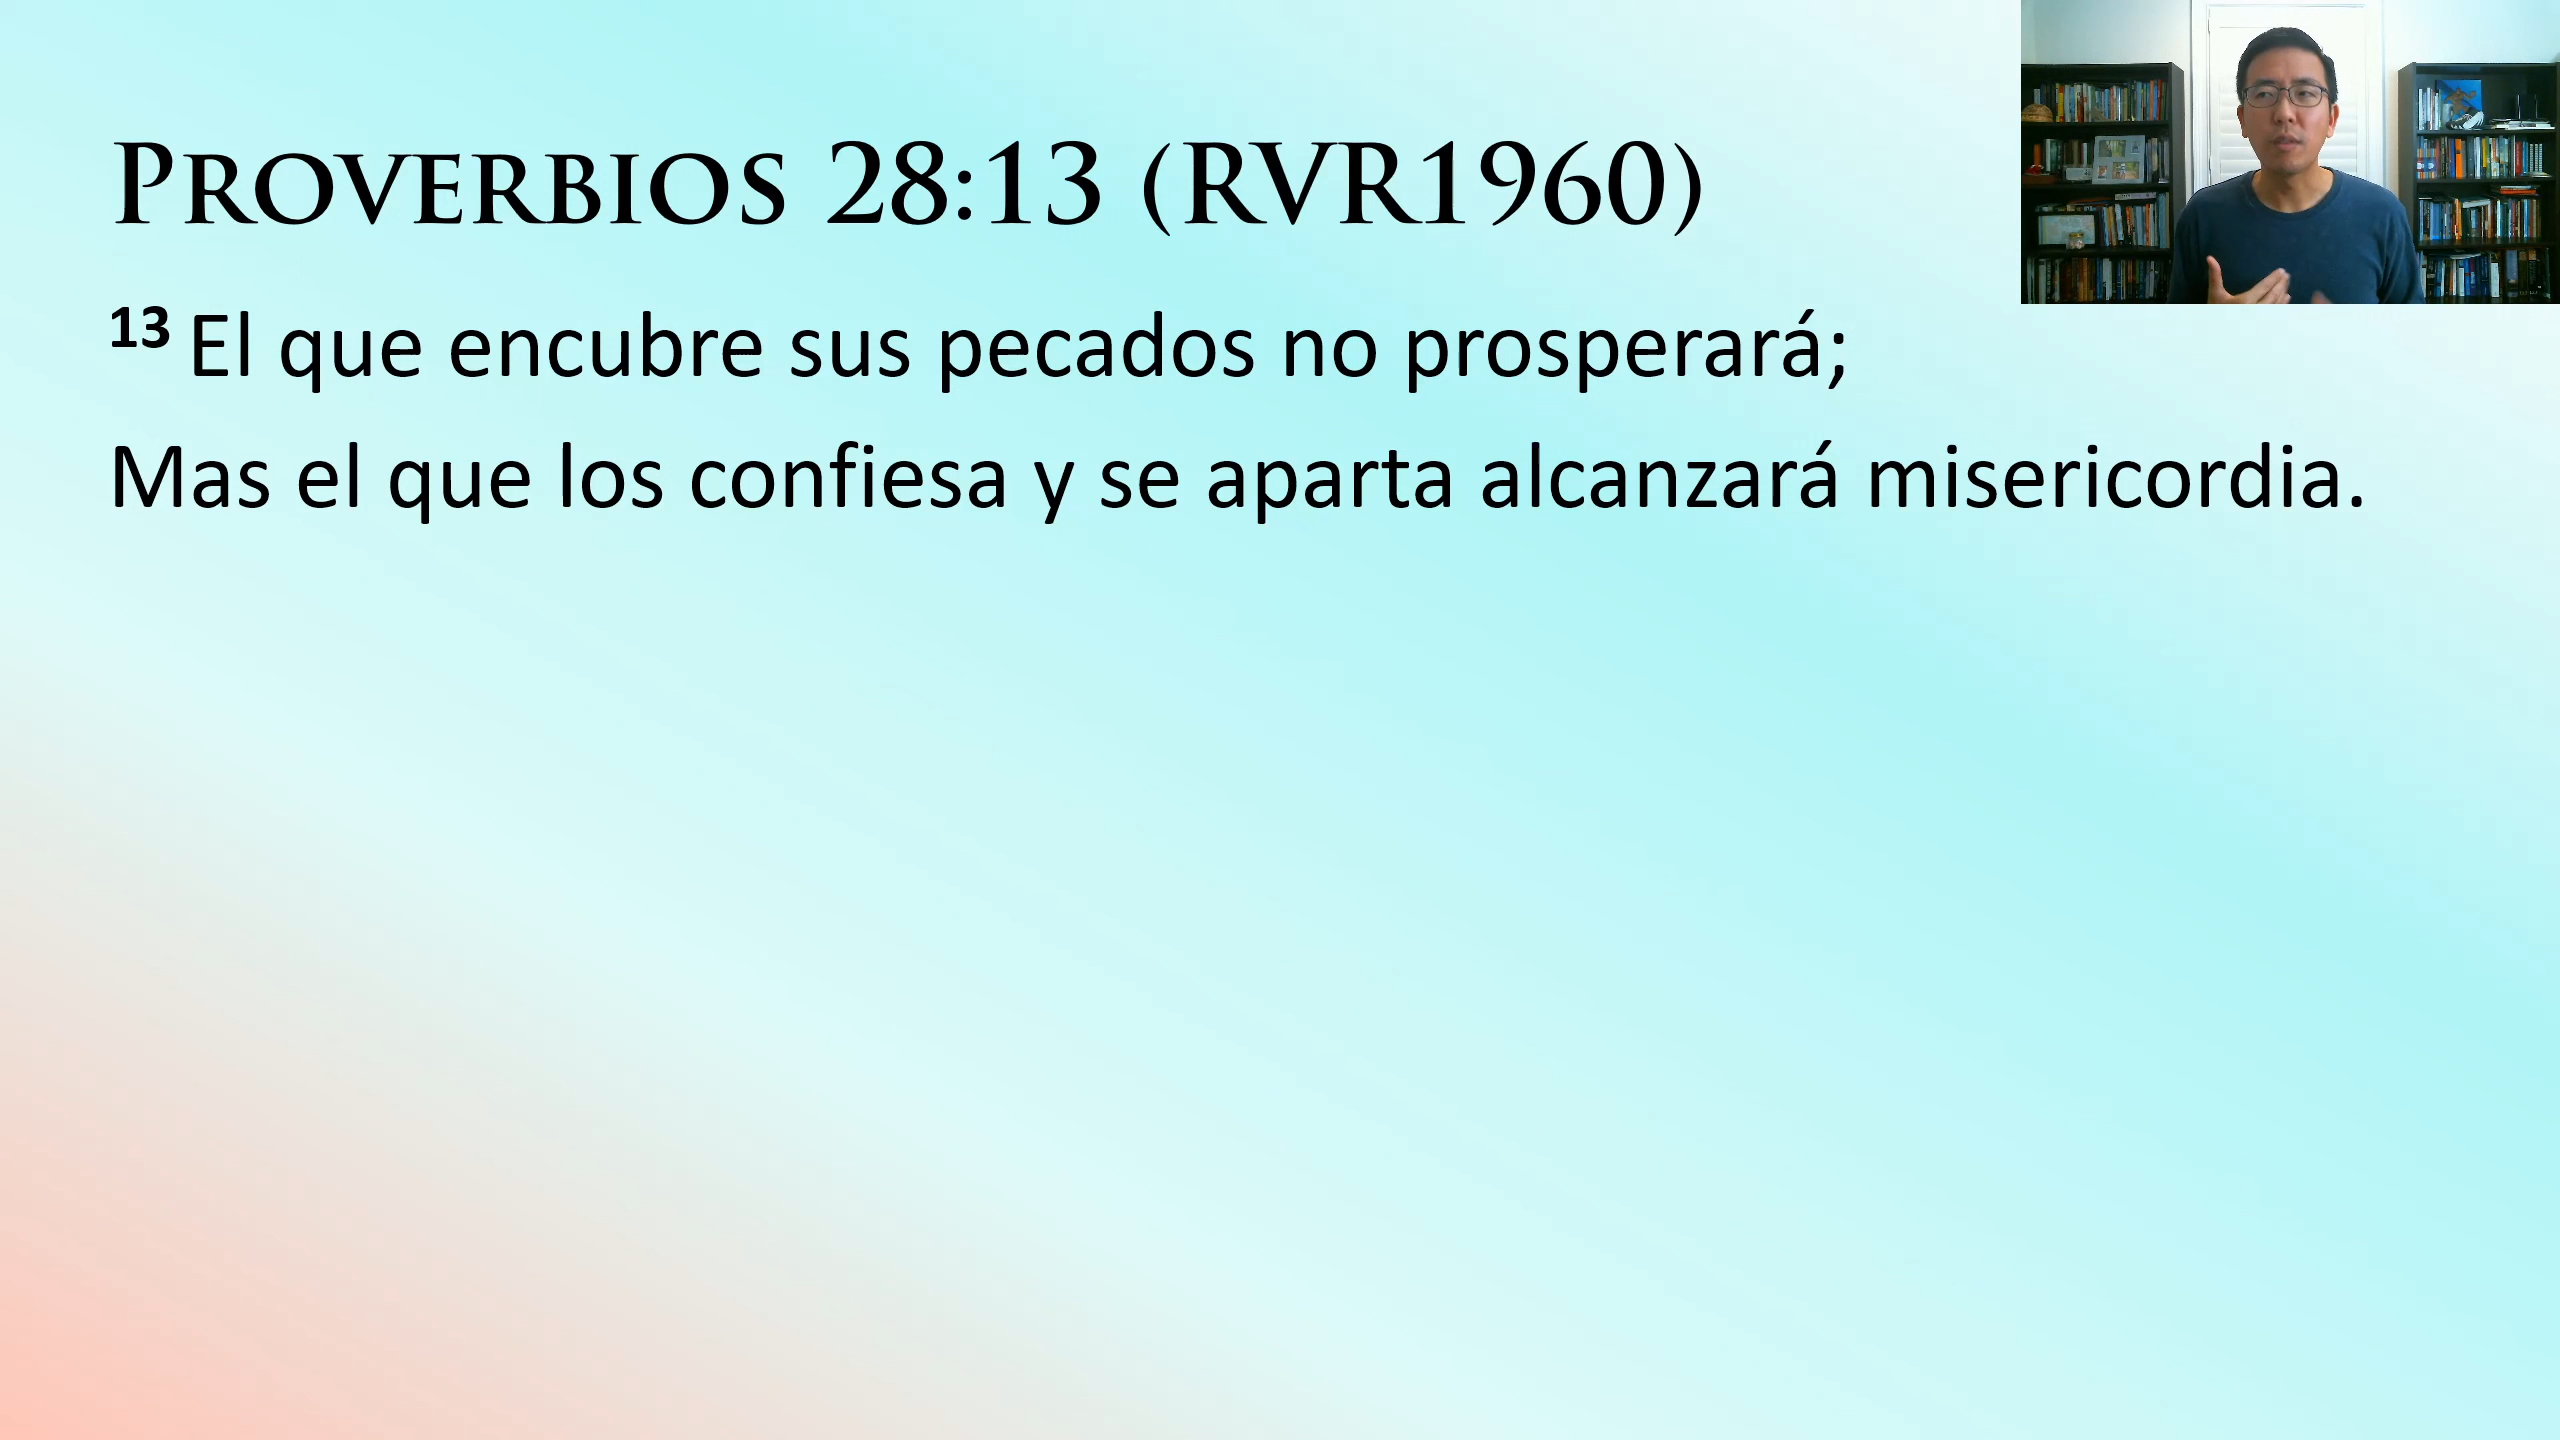 Proverbios 28:13 (RVR1960)
13 El que encubre sus pecados no prosperará;
Mas el que los confiesa y se aparta alcanzará misericordia.